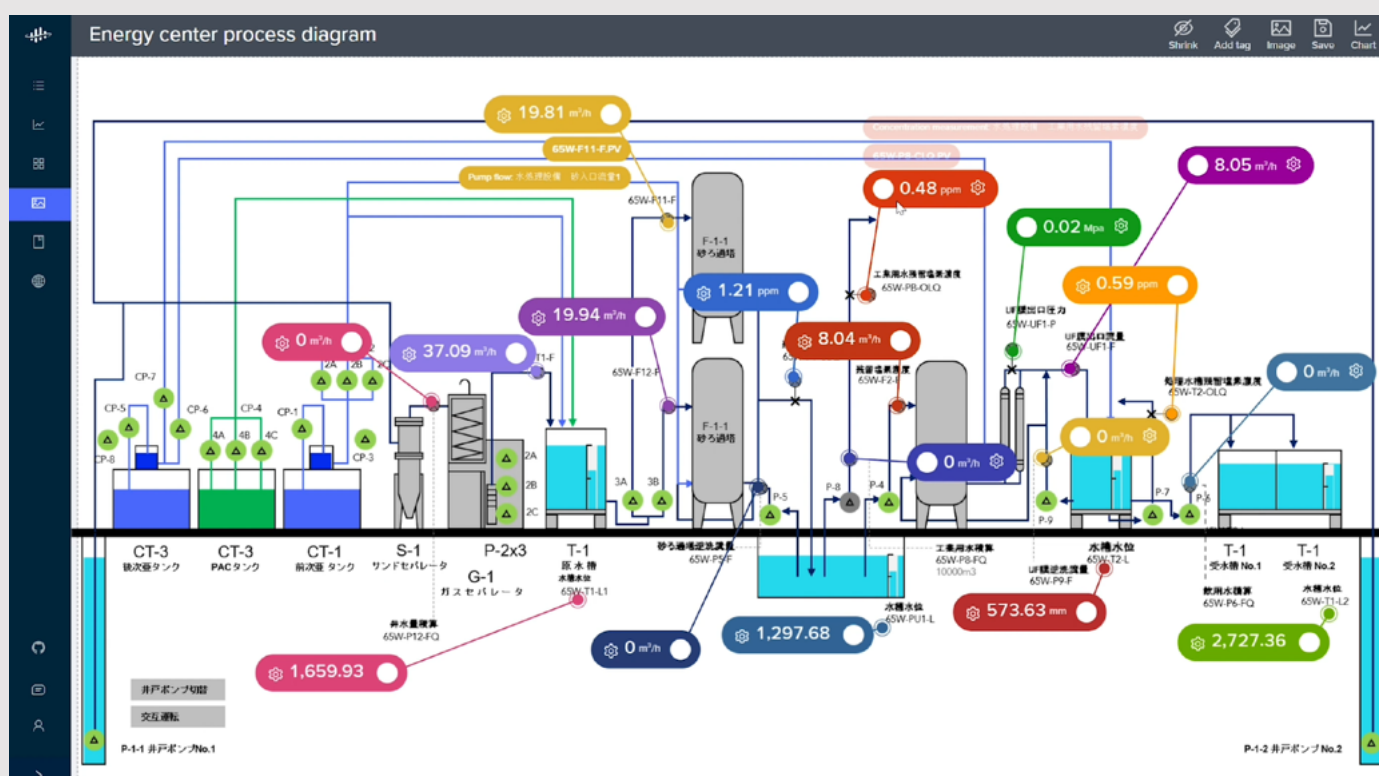 Energy center process diagram
Shrink
Add tag
Image
Save
Chart
19.81 m³/h
65W-F11-F.PV
Pump flow: 水処理設備 砂入口流量1
Concentration measurement:
65W-P8-CLO.PV
0.48 ppm
8.05 m³/h
0.02 Mpa
0.59 ppm
65W-F11-F
F-1-1
砂ろ過塔
1.21 ppm
工業用水残留塩素濃度
65W-P8-OLQ
19.94 m³/h
0 m³/h
37.09 m³/h
T1-F
8.04 m³/h
UF膜出口圧力
65W-UF1-P
UF膜出口流量
65W-UF1-F
残留塩素濃度
65W-F2-F
65W-F12-F
0 m³/h
処理水槽残留塩素濃度
65W-T2-OLQ
CP-7
CP-5
CP-6
CP-8
CP-4
4A
4B
4C
CP-1
2A
2B
2C
CP-3
F-1-1
砂ろ過塔
0 m³/h
0 m³/h
2A
2B
2C
3A
3B
P-5
P-8
P-4
P-9
P-7
P-6
CT-3
後次亜タンク
CT-3
PACタンク
CT-1
前次亜タンク
S-1
サンドセパレータ
G-1
ガスセパレータ
P-2x3
T-1
原水槽
水槽水位
65W-T1-L1
砂ろ過塔逆洗流量
65W-P5-F
工業用水積算
65W-P8-FQ
10000m3
UF膜逆洗流量
65W-P9-F
水槽水位
65W-T2-L
T-1
受水槽 No.1
T-1
受水槽 No.2
飲用水積算
65W-P6-FQ
水槽水位
65W-T1-L2
井水量積算
65W-P12-FQ
水槽水位
65W-PU1-L
573.63 mm
1,297.68
0 m³/h
2,727.36
1,659.93
井戸ポンプ切替
交互運転
P-1-1 井戸ポンプNo.1
P-1-2 井戸ポンプ No.2